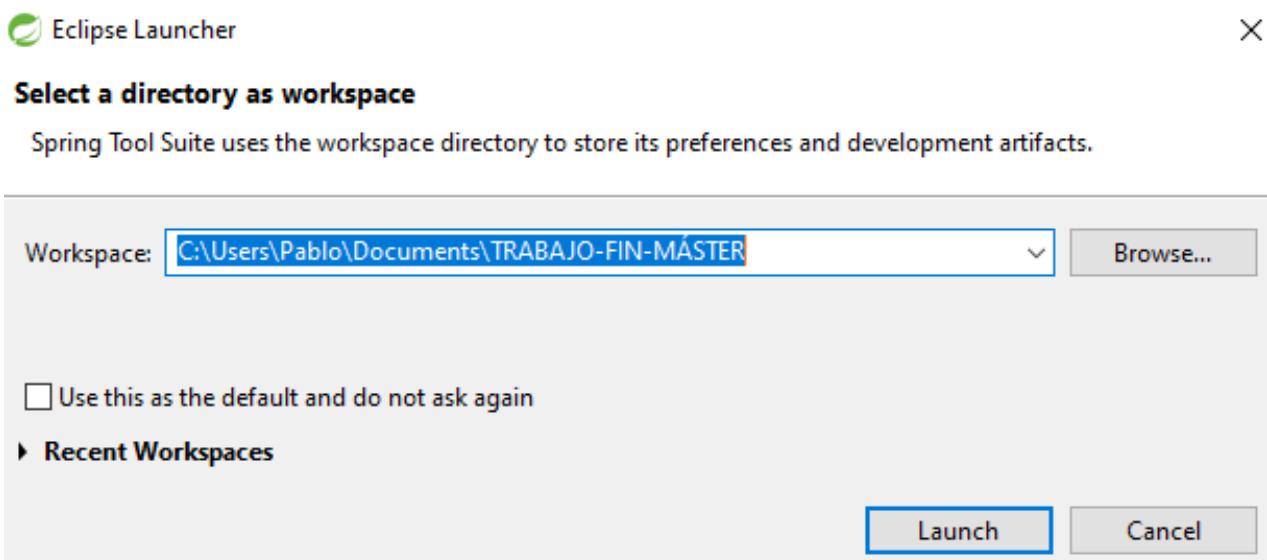 Eclipse Launcher
Select a directory as workspace
Spring Tool Suite uses the workspace directory to store its preferences and development artifacts.
Workspace: C:\Users\Pablo\Documents\TRABAJO-FIN-MÁSTER Browse...
Use this as the default and do not ask again
Recent Workspaces
Launch Cancel